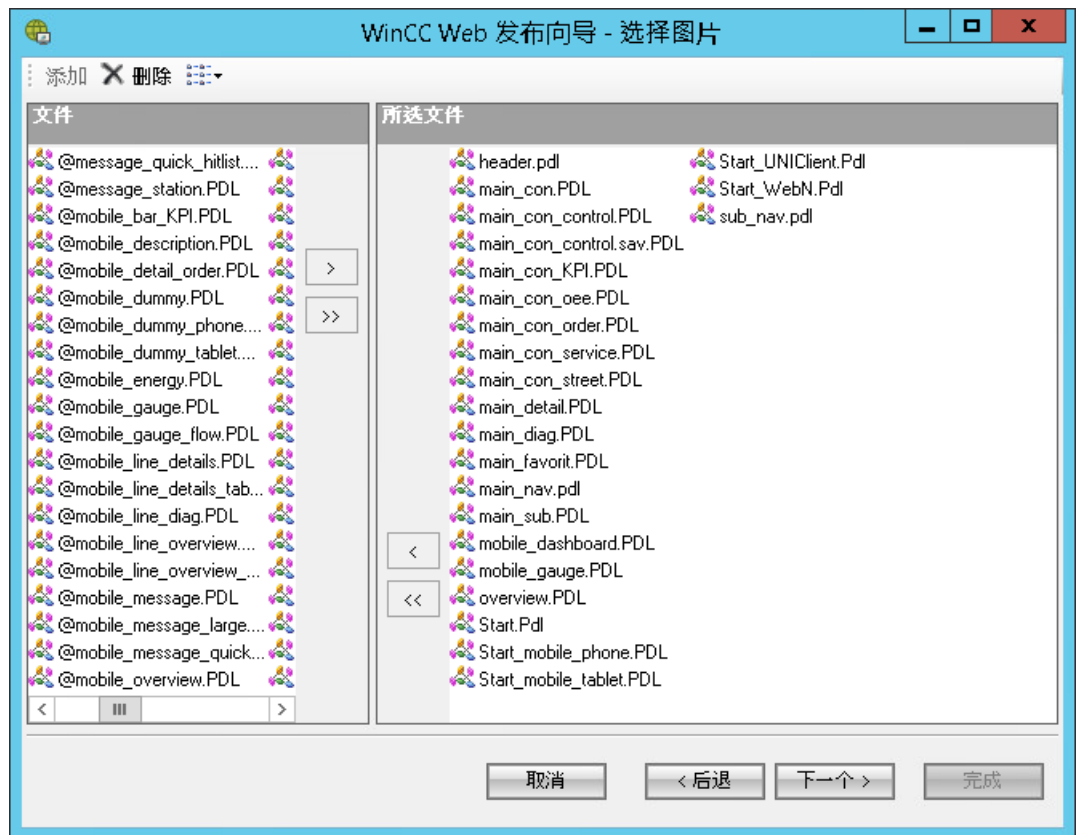 WinCC Web 发布向导 - 选择图片
添加 删除
文件
@message_quick_hitlist....
@message_station.PDL
@mobile_bar_KPI.PDL
@mobile_description.PDL
@mobile_detail_order.PDL
@mobile_dummy.PDL
@mobile_dummy_phone....
@mobile_dummy_tablet....
@mobile_energy.PDL
@mobile_gauge.PDL
@mobile_gauge_flow.PDL
@mobile_line_details.PDL
@mobile_line_details_tab...
@mobile_line_diag.PDL
@mobile_line_overview....
@mobile_line_overview_...
@mobile_message.PDL
@mobile_message_large....
@mobile_message_quick...
@mobile_overview.PDL
>
>>
所选文件
<
<<
header.pdl
main_con.PDL
main_con_control.PDL
main_con_control.sav.PDL
main_con_KPI.PDL
main_con_oee.PDL
main_con_order.PDL
main_con_service.PDL
main_con_street.PDL
main_detail.PDL
main_diag.PDL
main_favorit.PDL
main_nav.pdl
main_sub.PDL
mobile_dashboard.PDL
mobile_gauge.PDL
overview.PDL
Start.Pdl
Start_mobile_phone.PDL
Start_mobile_tablet.PDL
Start_UNIClient.Pdl
Start_WebN.Pdl
sub_nav.pdl
取消 < 后退 下一个 > 完成